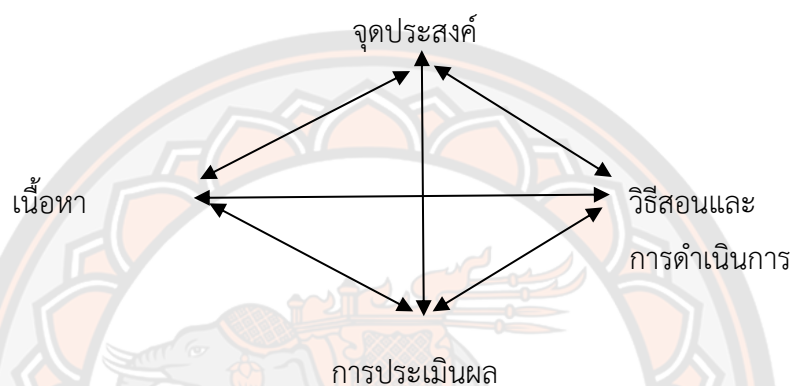 จุดประสงค์
เนื้อหา
วิธีสอนและ
การดำเนินการ
การประเมินผล